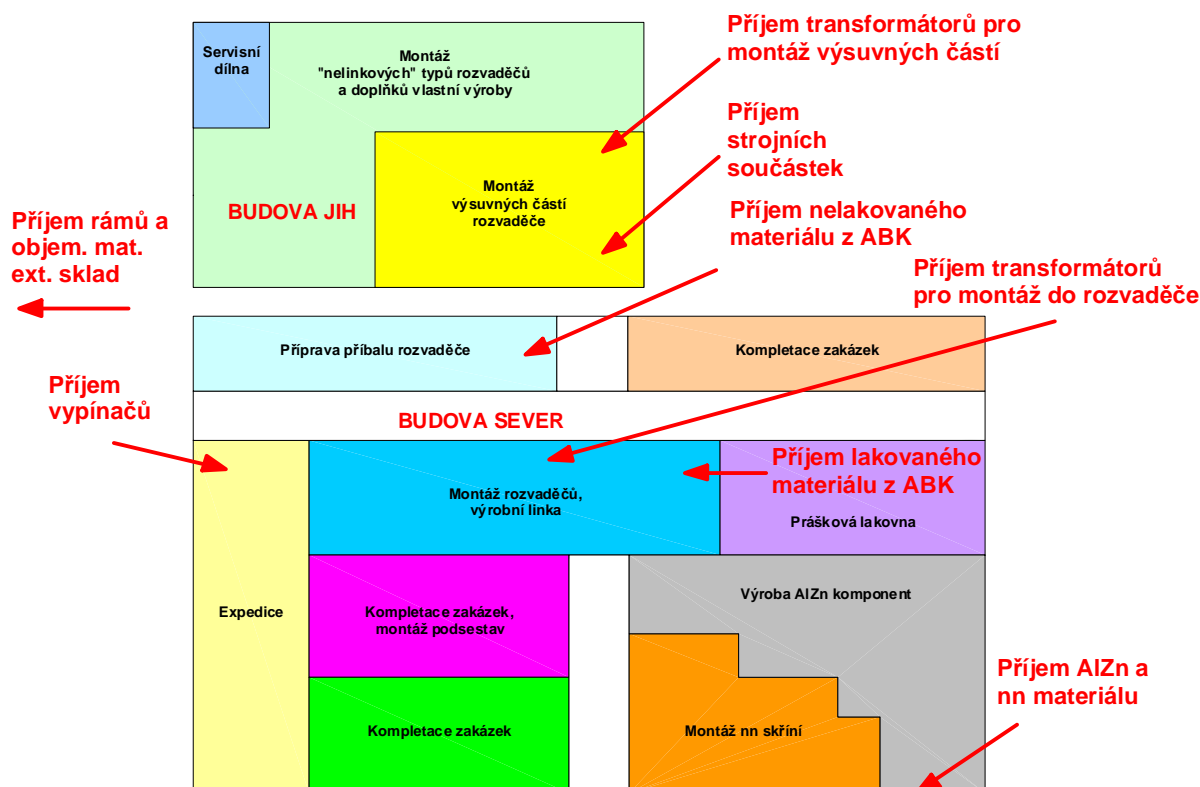 Příjem transformátorů pro
montáž výsuvných částí
Servisní
dílna
Montáž
"nelinkových" typů rozvaděčů
a doplňků vlastní výroby
Příjem
strojních
součástek
Montáž
výsuvných částí
rozvaděče
BUDOVA JIH
Příjem rámů a
objem. mat.
ext. sklad
Příjem nelakovaného
materiálu z ABK
Příjem transformátorů
pro montáž do rozvaděče
Příprava příbalu rozvaděče
Kompletace zakázek
Příjem
vypínačů
BUDOVA SEVER
Příjem lakovaného
materiálu z ABK
Montáž rozvaděčů,
výrobní linka
Prášková lakovna
Expedice
Kompletace zakázek,
montáž podsestav
Výroba AlZn komponent
Příjem AlZn a
nn materiálu
Kompletace zakázek
Montáž nn skříní